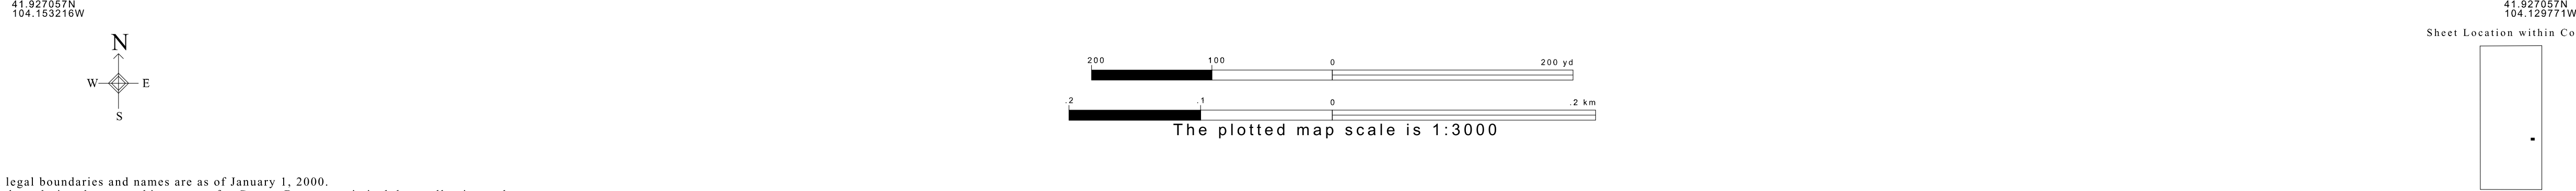 41.927057N
104.153216W
41.927057N
104.129771W
Sheet Location within Co
N
W E
S
200 100 0 200 yd
.2 .1 0 .2 km
The plotted map scale is 1:3000
legal boundaries and names are as of January 1, 2000.